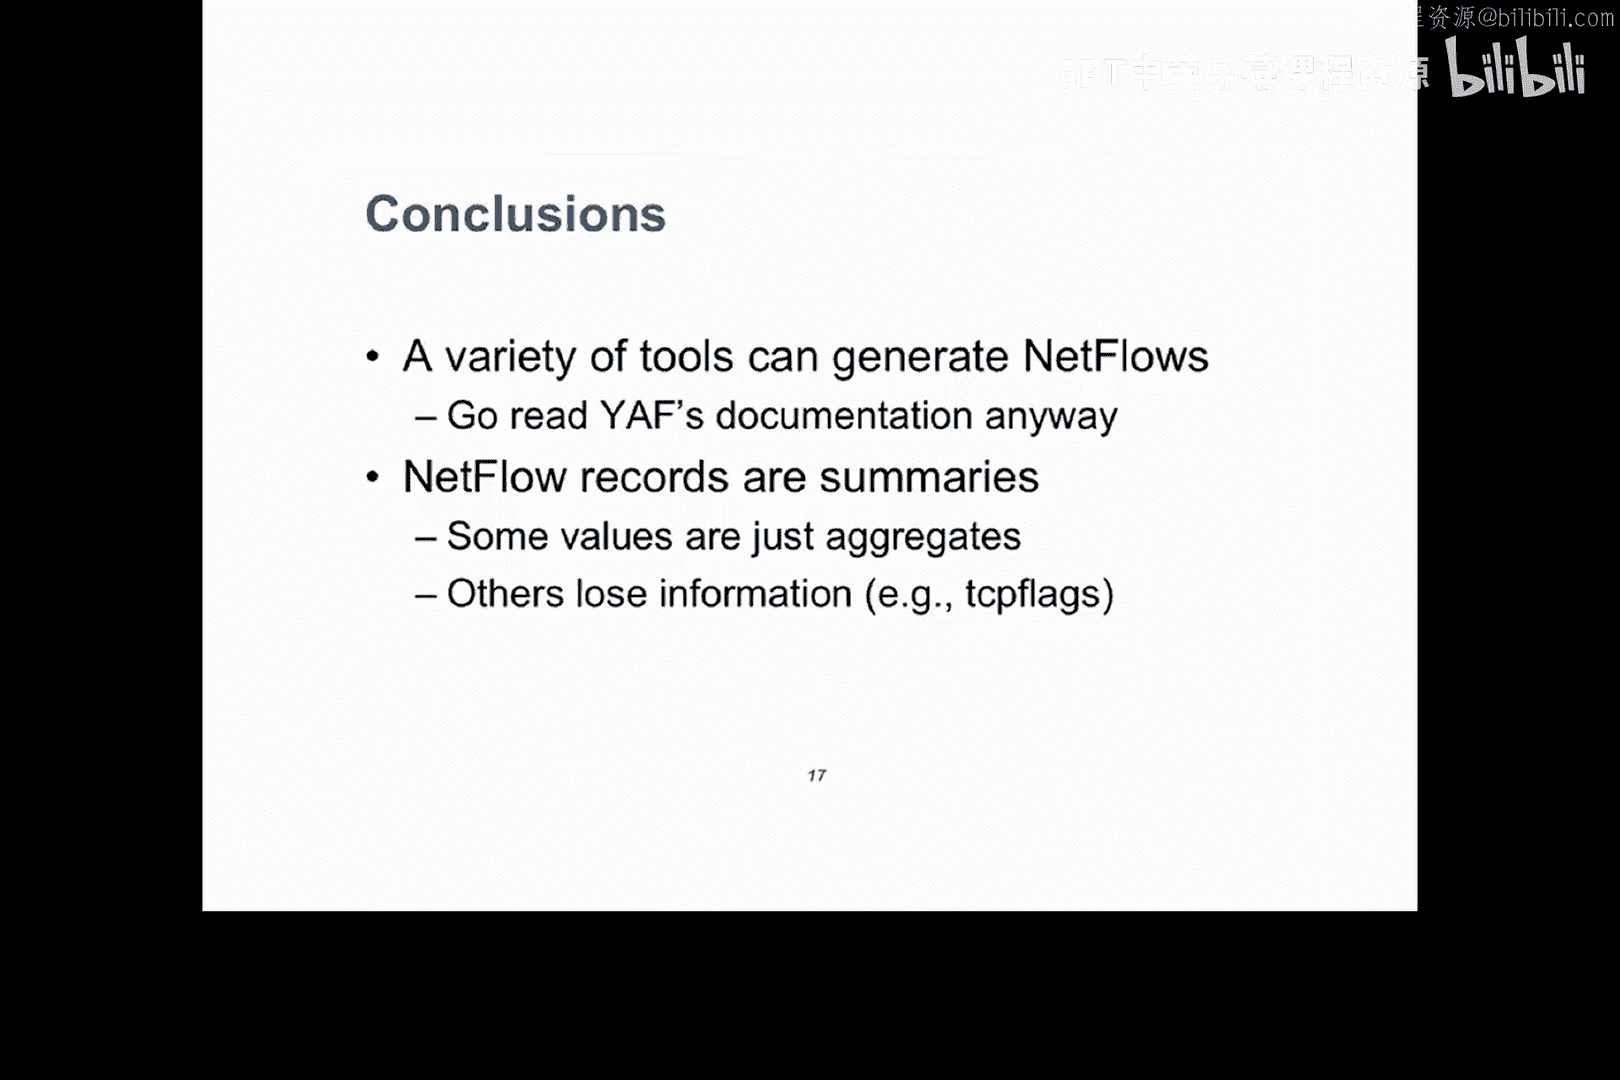 资源@bilibili.com
bilibili
Conclusions
• A variety of tools can generate NetFlows
– Go read YAF's documentation anyway
• NetFlow records are summaries
– Some values are just aggregates
– Others lose information (e.g., tcpflags)
17